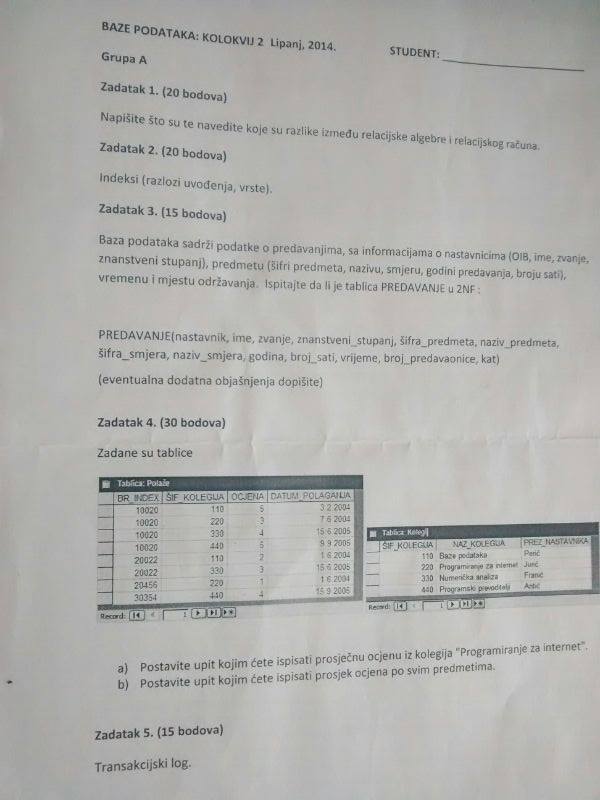 BAZE PODATAKA: KOLOKVIJ 2 Lipanj, 2014.
STUDENT:
Grupa A
Zadatak 1. (20 bodova)
Napišite što su te navedite koje su razlike između relacijske algebre i relacijskog računa.
Zadatak 2. (20 bodova)
Indeksi (razlozi uvođenja, vrste).
Zadatak 3. (15 bodova)
Baza podataka sadrži podatke o predavanjima, sa informacijama o nastavnicima (OIB, ime, zvanje,
znanstveni stupanj), predmetu (šifri predmeta, nazivu, smjeru, godini predavanja, broju sati),
vremenu i mjestu održavanja. Ispitajte da li je tablica PREDAVANJE u 2NF :
PREDAVANJE(nastavnik, ime, zvanje, znanstveni_stupanj, šifra_predmeta, naziv_predmeta,
šifra_smjera, naziv_smjera, godina, broj_sati, vrijeme, broj_predavaonice, kat)
(eventualna dodatna objašnjenja dopišite)
Zadatak 4. (30 bodova)
Zadane su tablice
Tablica: Polaže
BR_INDEX ŠIF_KOLEGIJA OCJENA DATUM_POLAGANJA
10020 110 5 3.2.2004
10020 220 3 7.6.2004
10020 330 4 15.6.2005
10020 440 5 9.9.2005
20022 110 2 1.6.2004
20022 330 3 15.6.2005
20456 220 1 1.6.2004
30354 440 4 15.9.2005
Record: 1
Tablica: Kolegij
ŠIF_KOLEGIJA NAZ_KOLEGIJA PREZ_NASTAVNIKA
110 Baze podataka Perić
220 Programiranje za internet Jurić
330 Numerička analiza Franić
440 Programski prevoditelji Antić
Record: 1
a) Postavite upit kojim ćete ispisati prosječnu ocjenu iz kolegija "Programiranje za internet".
b) Postavite upit kojim ćete ispisati prosjek ocjena po svim predmetima.
Zadatak 5. (15 bodova)
Transakcijski log.